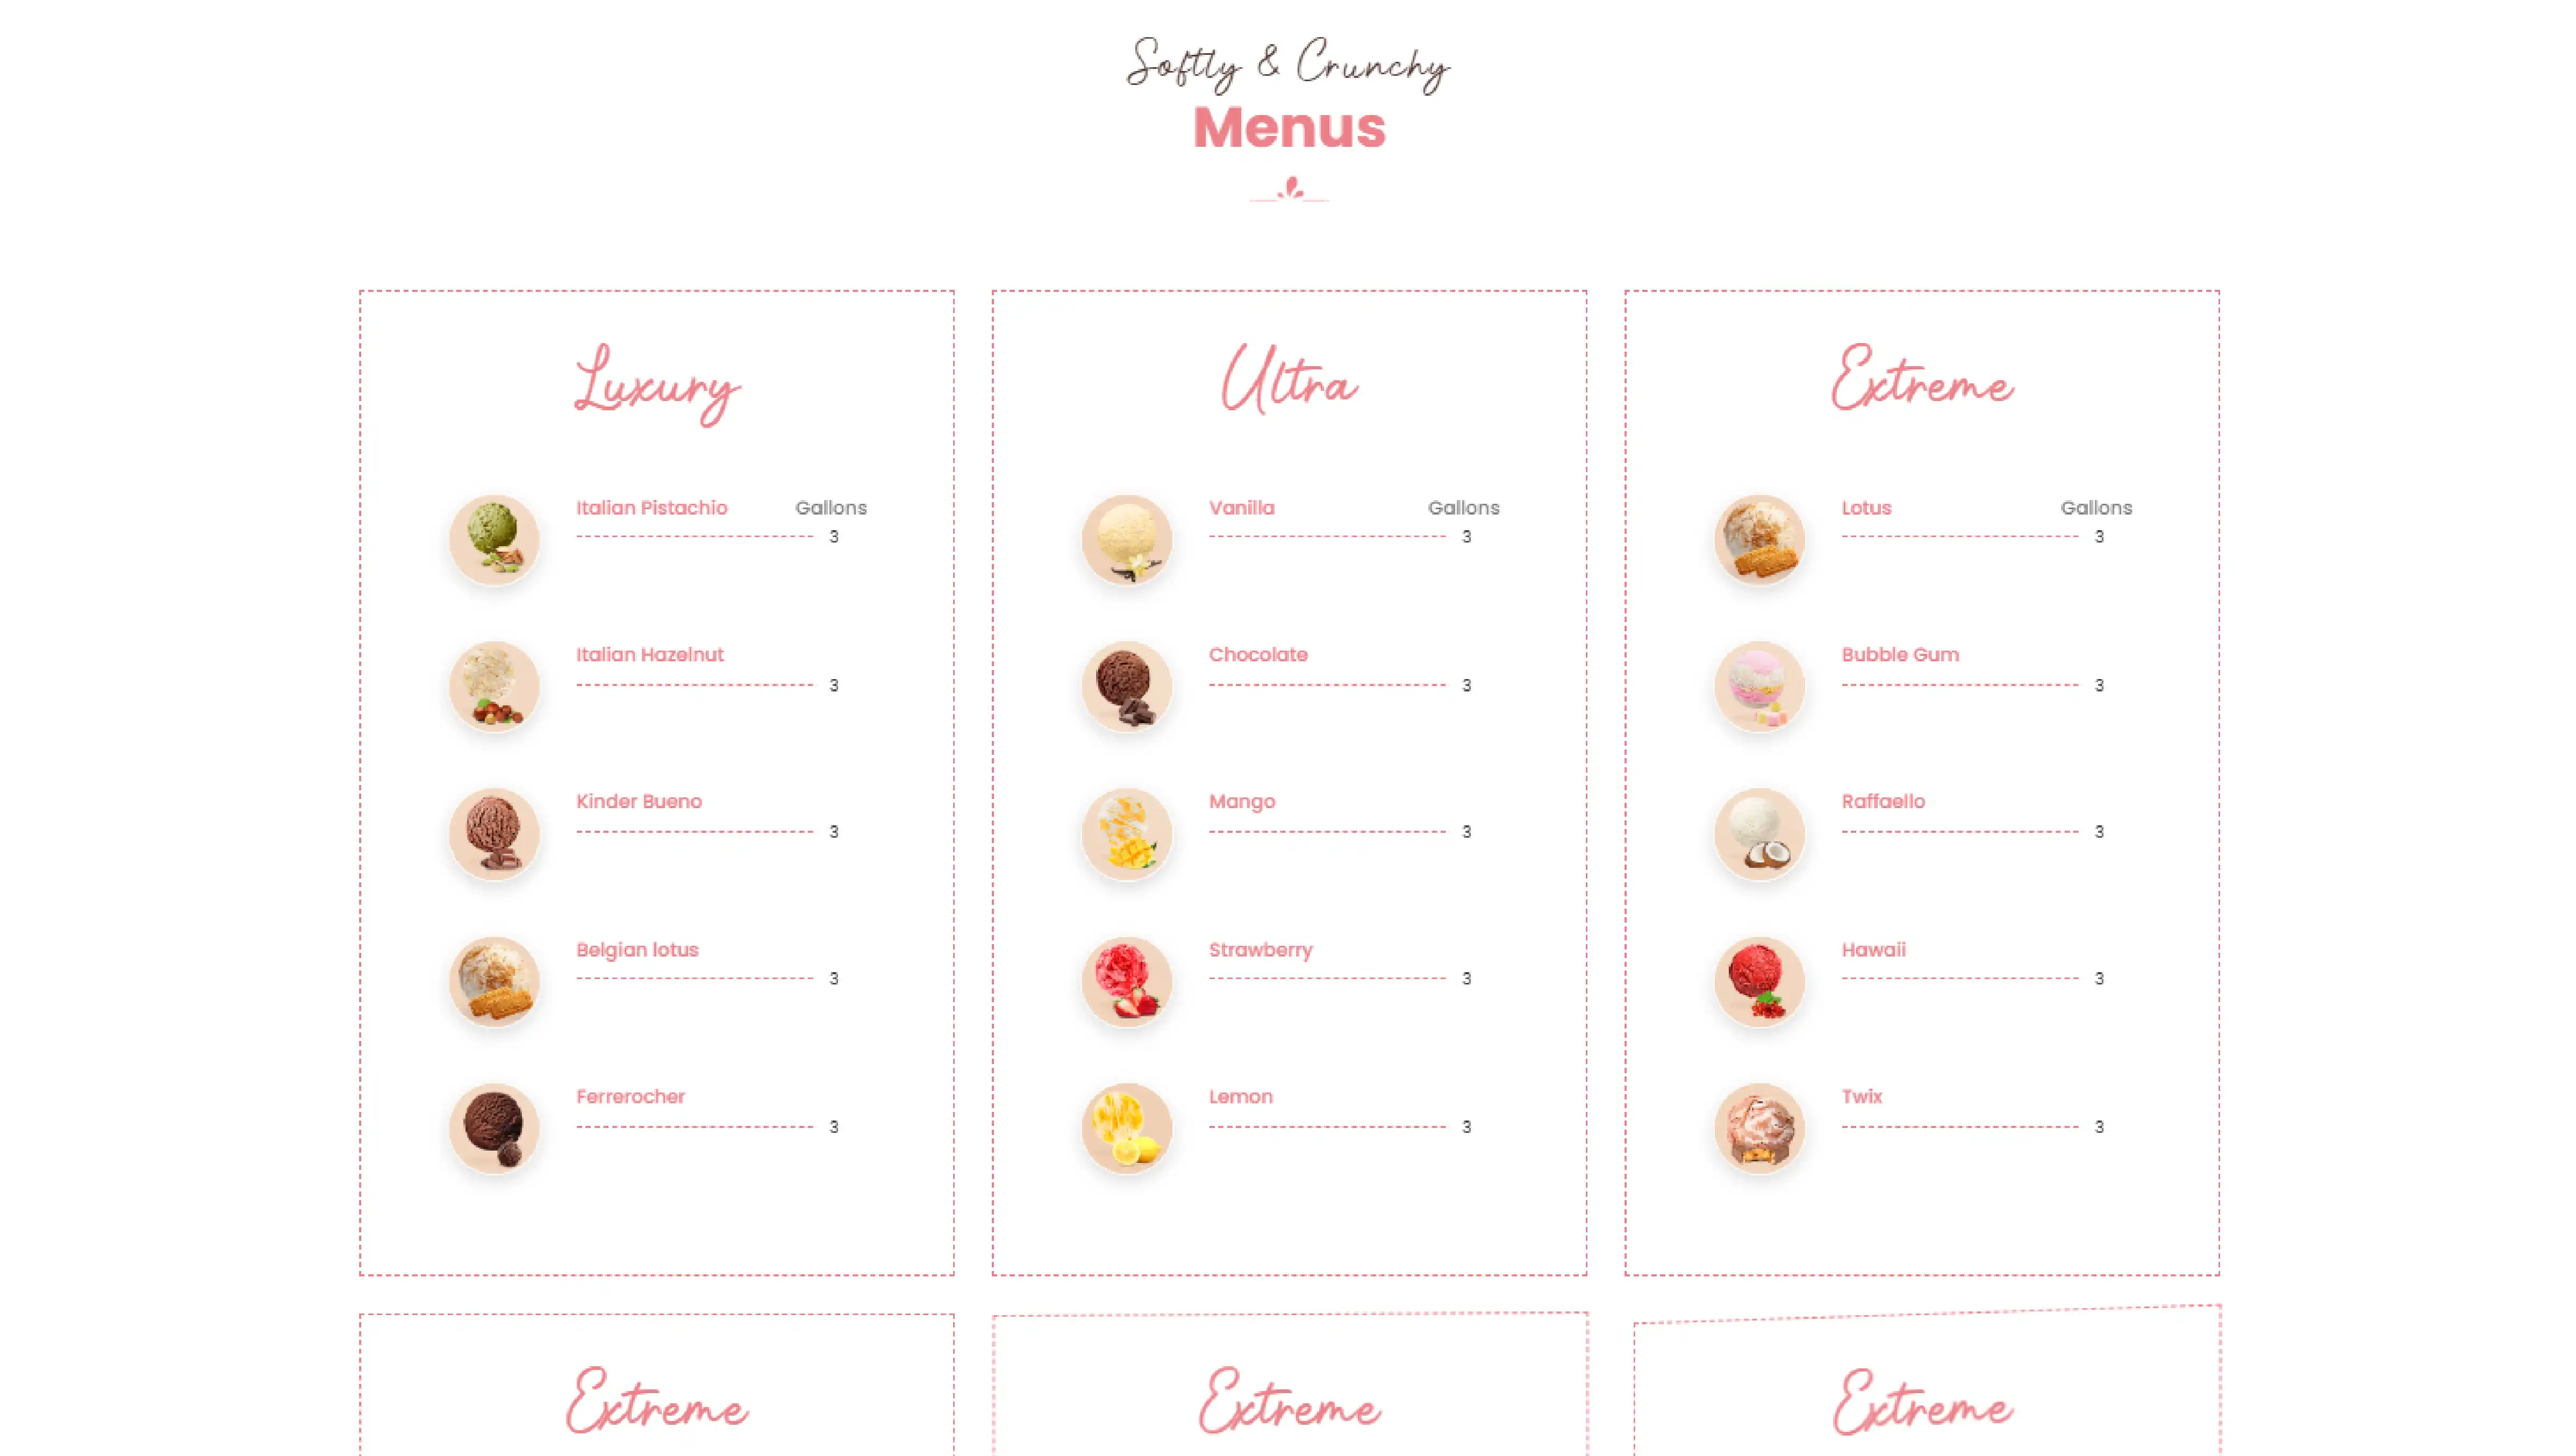 Softly & Crunchy
Menus
Luxury
Italian Pistachio Gallons
3
Italian Hazelnut
3
Kinder Bueno
3
Belgian lotus
3
Ferrerocher
3
Ultra
Vanilla Gallons
3
Chocolate
3
Mango
3
Strawberry
3
Lemon
3
Extreme
Lotus Gallons
3
Bubble Gum
3
Raffaello
3
Hawaii
3
Twix
3
Extreme
Extreme
Extreme